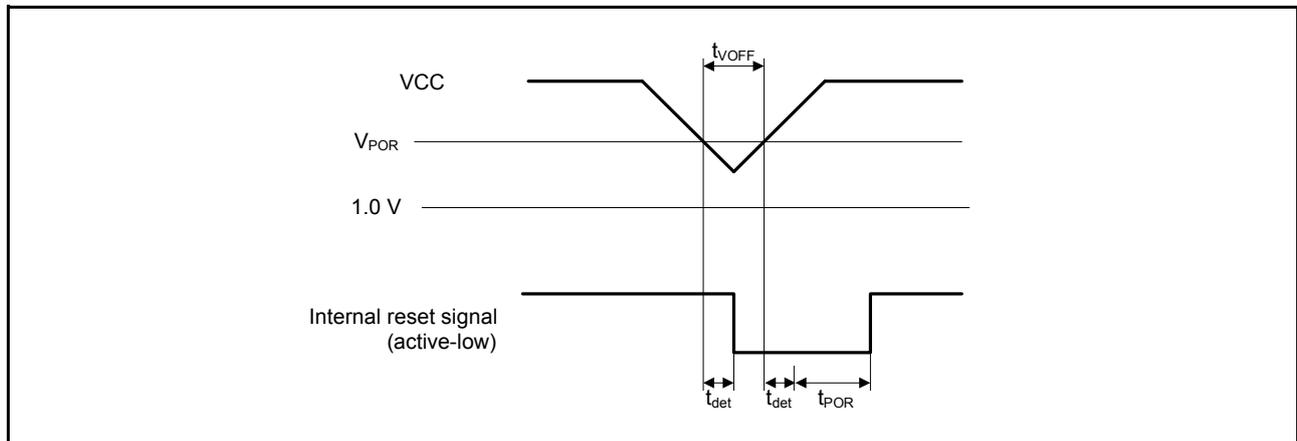 tVOFF
VCC
VPOR
1.0 V
Internal reset signal
(active-low)
tdet
tdet
tPOR